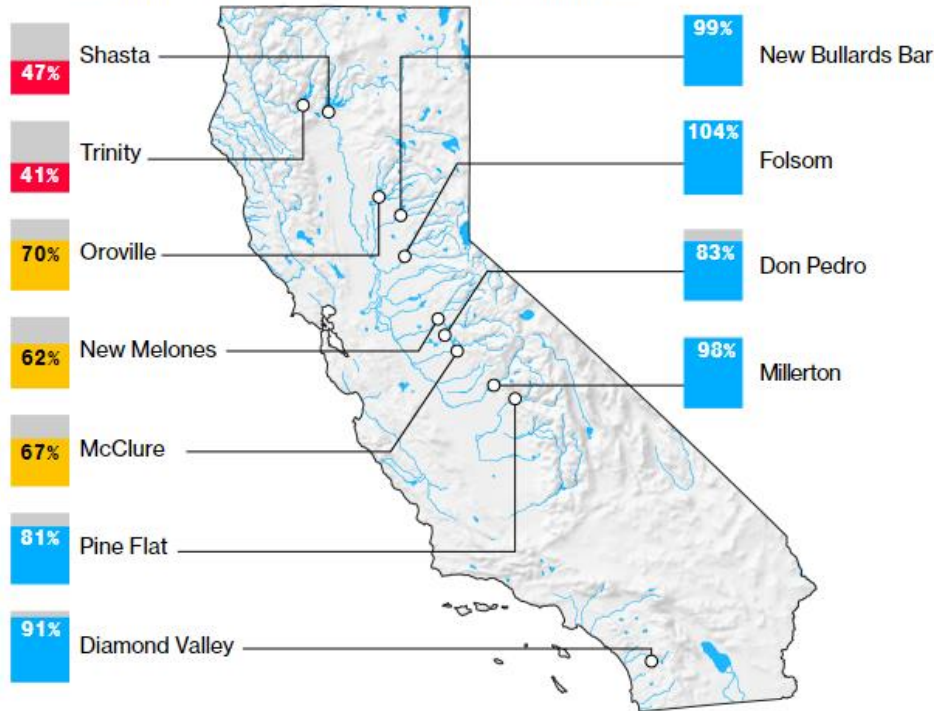 Shasta
47%
Trinity
41%
Oroville
70%
New Melones
62%
McClure
67%
Pine Flat
81%
Diamond Valley
91%
99%
New Bullards Bar
104%
Folsom
83%
Don Pedro
98%
Millerton